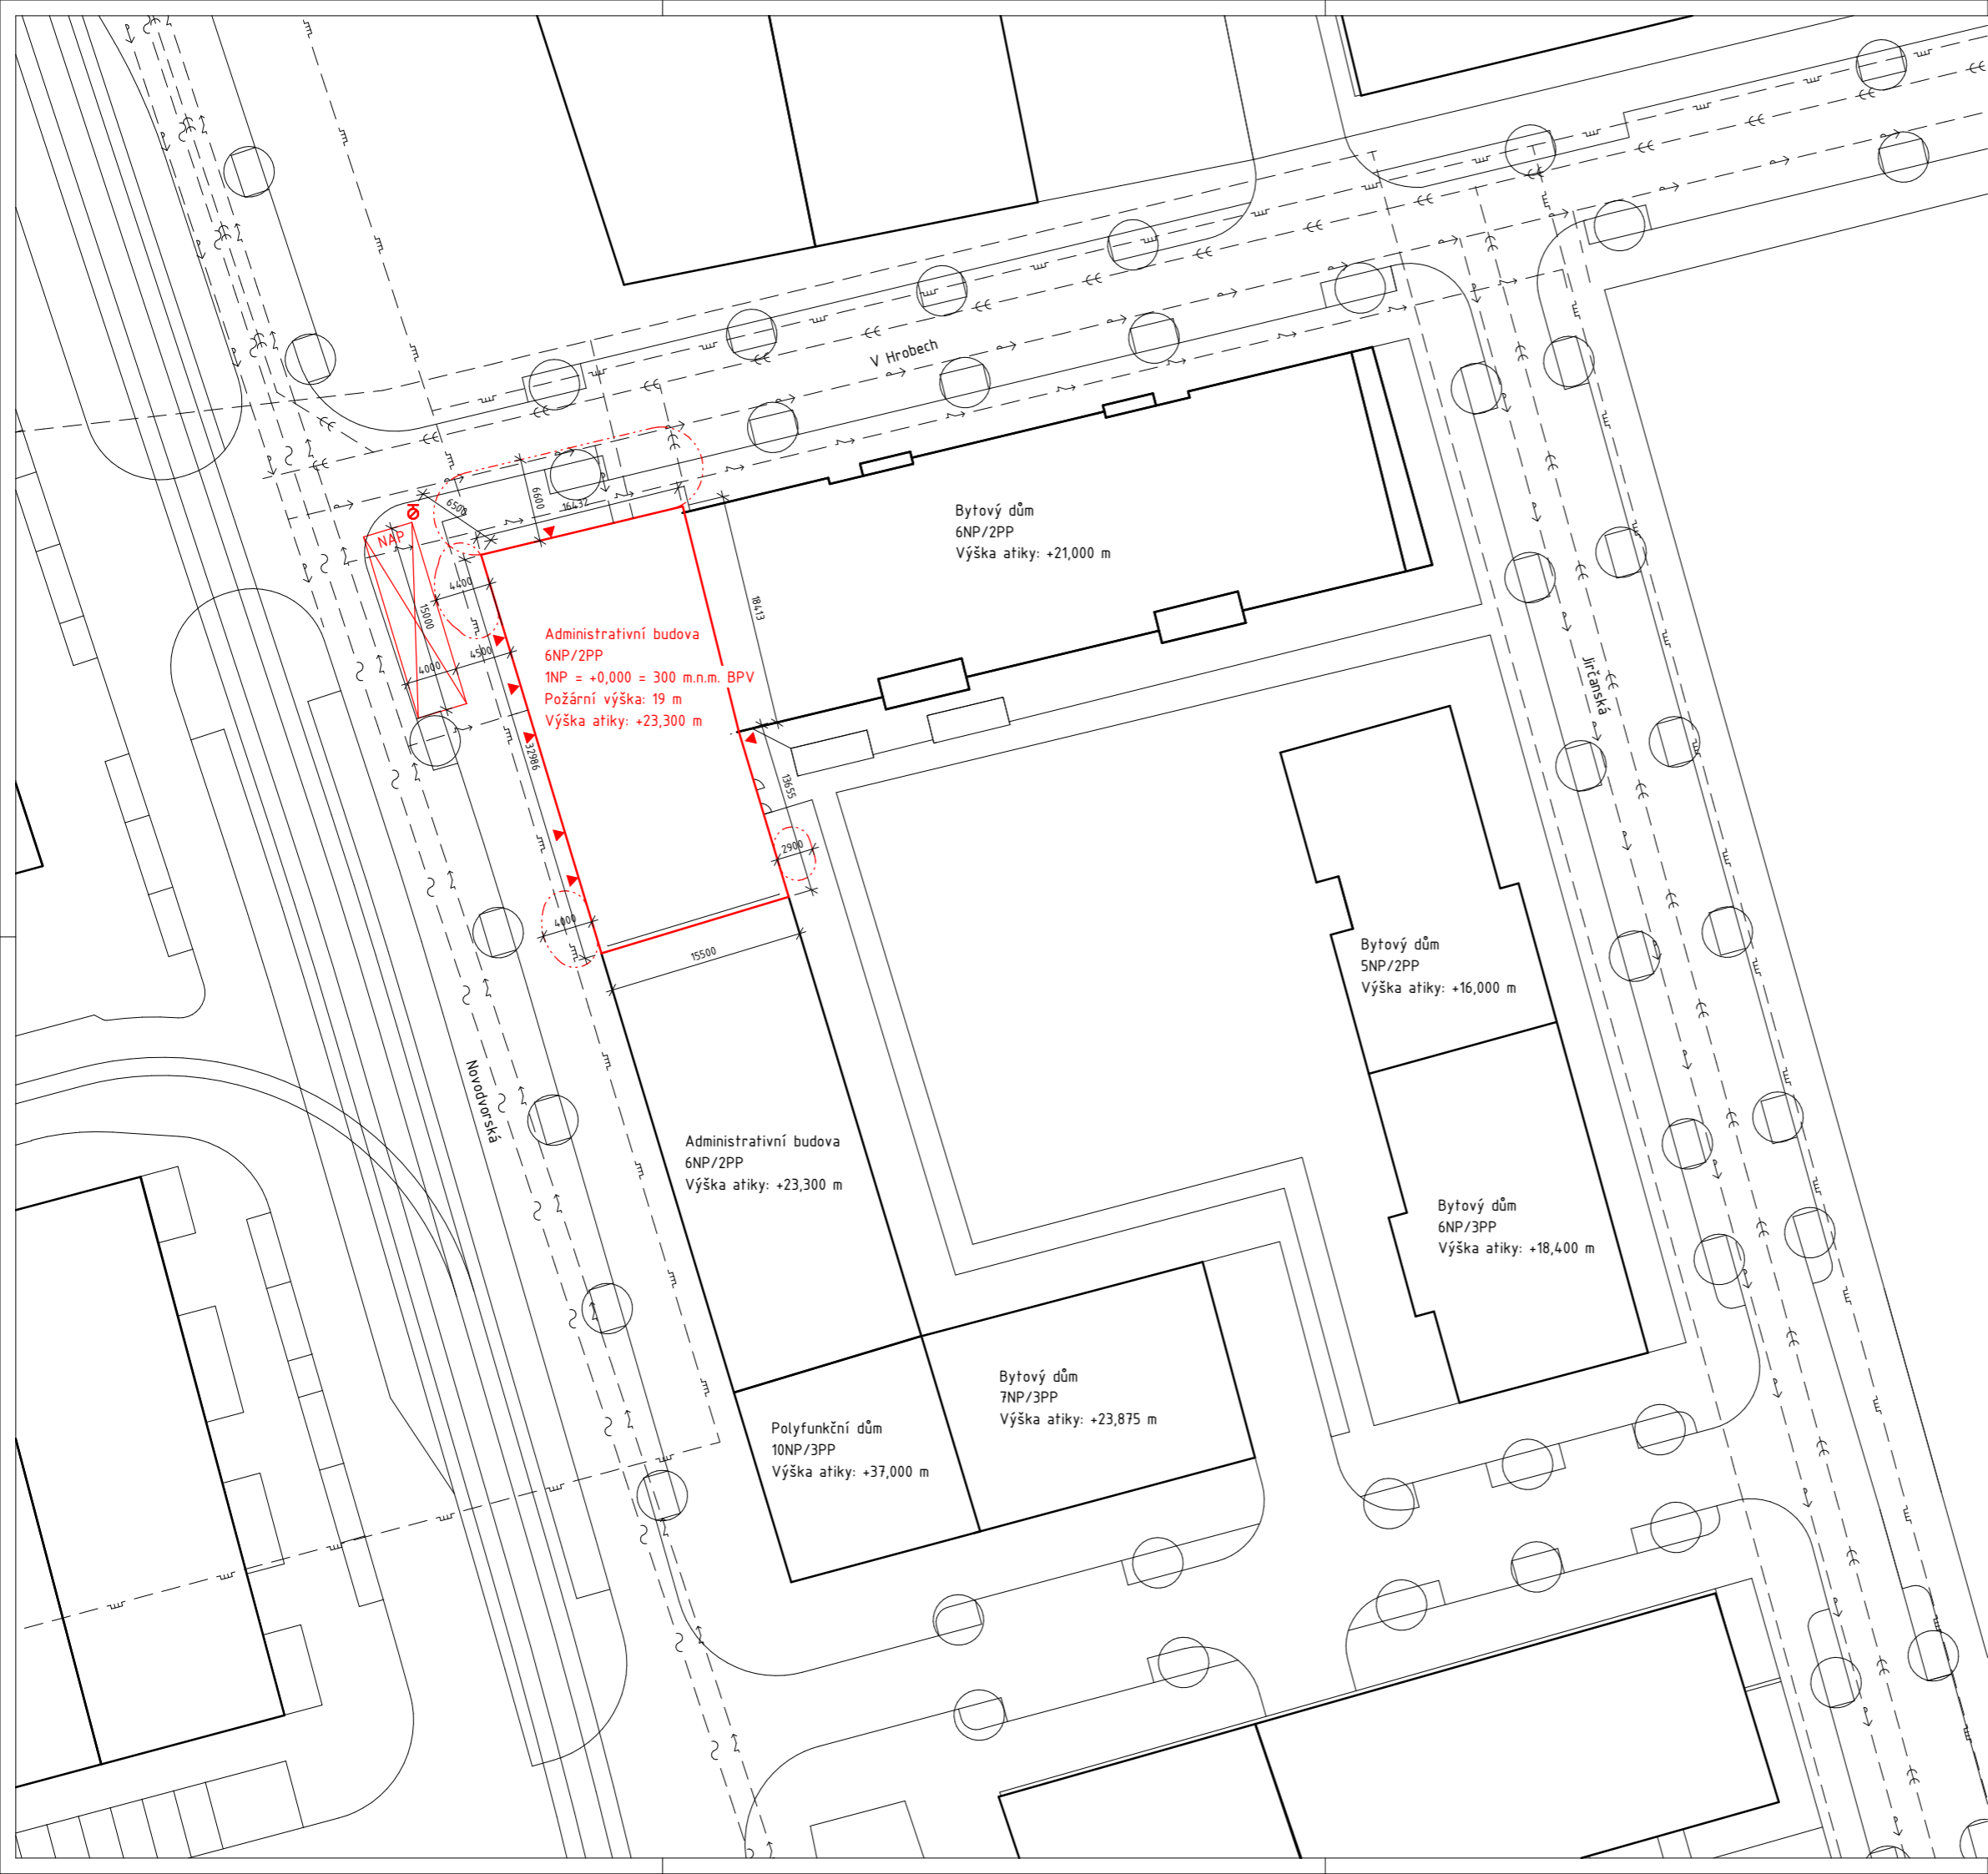 V Hrobech
6500
6600
16432
NAP
4400
15000
4500
4000
18413
Bytový dům
6NP/2PP
Výška atiky: +21,000 m
Administrativní budova
6NP/2PP
1NP = +0,000 = 300 m.n.m. BPV
Požární výška: 19 m
Výška atiky: +23,300 m
Jirčanská
32986
13655
2900
4000
15500
Bytový dům
5NP/2PP
Výška atiky: +16,000 m
Novodvorská
Administrativní budova
6NP/2PP
Výška atiky: +23,300 m
Bytový dům
6NP/3PP
Výška atiky: +18,400 m
Bytový dům
7NP/3PP
Výška atiky: +23,875 m
Polyfunkční dům
10NP/3PP
Výška atiky: +37,000 m